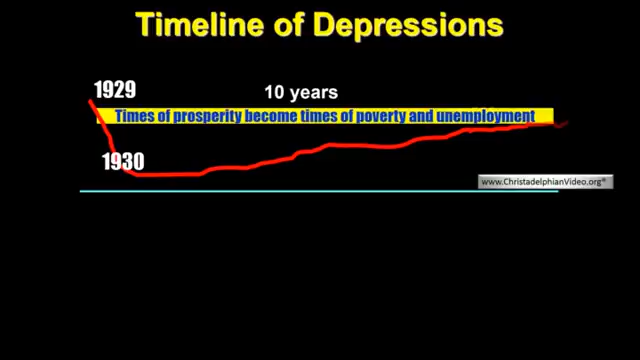 Timeline of Depressions
1929
10 years
Times of prosperity become times of poverty and unemployment
1930
www.ChristadelphianVideo.org®